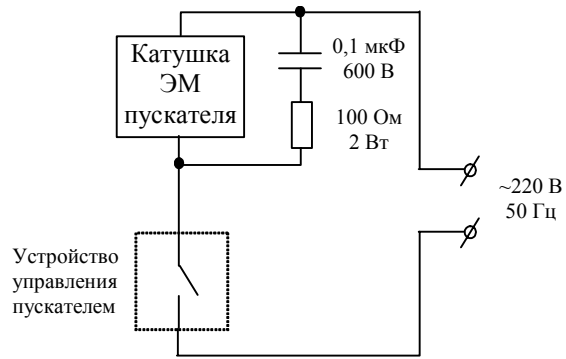 Катушка
ЭМ
пускателя
0,1 мкФ
600 В
100 Ом
2 Вт
~220 В
50 Гц
Устройство
управления
пускателем